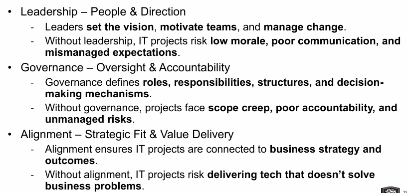 • Leadership – People & Direction
- Leaders set the vision, motivate teams, and manage change.
- Without leadership, IT projects risk low morale, poor communication, and
mismanaged expectations.
• Governance – Oversight & Accountability
- Governance defines roles, responsibilities, structures, and decision-
making mechanisms.
- Without governance, projects face scope creep, poor accountability, and
unmanaged risks.
• Alignment – Strategic Fit & Value Delivery
- Alignment ensures IT projects are connected to business strategy and
outcomes.
- Without alignment, IT projects risk delivering tech that doesn't solve
business problems.